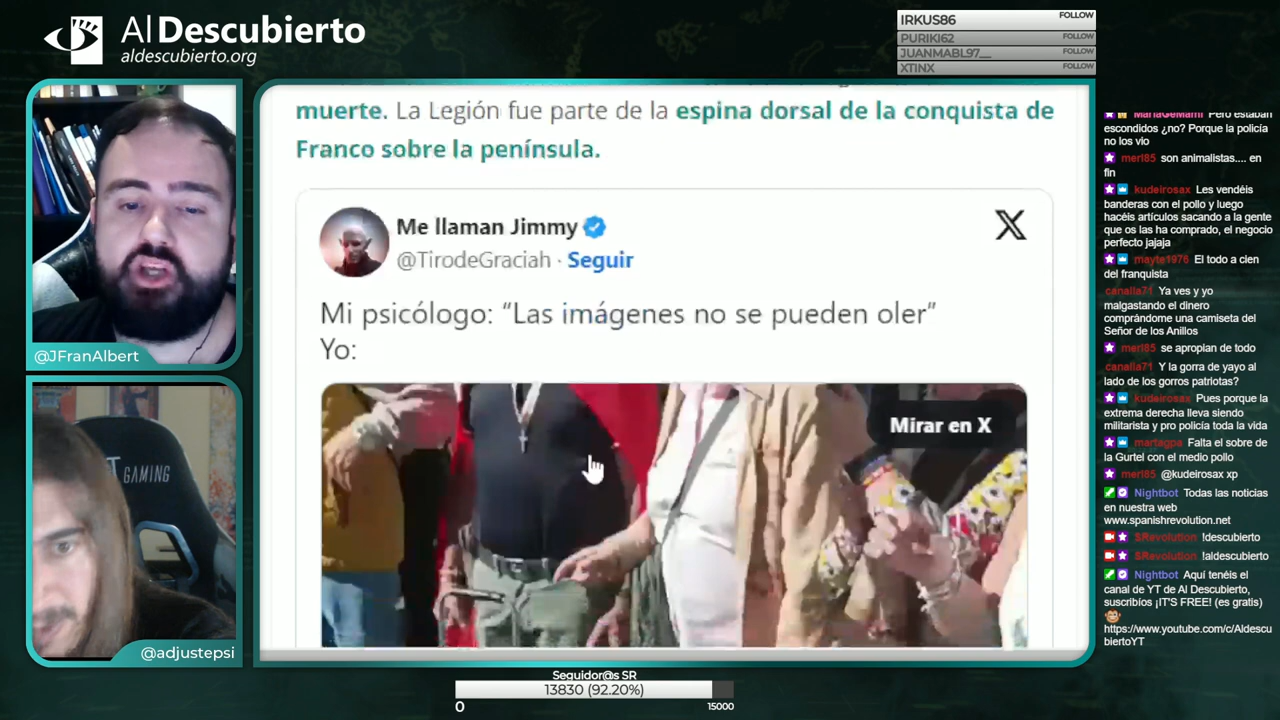 Al Descubierto
aldescubierto.org
IRKUS86 FOLLOW
PURIKI62 FOLLOW
JUANMABL97__ FOLLOW
XTINX FOLLOW
muerte. La Legión fue parte de la espina dorsal de la conquista de
Franco sobre la península.
Me llaman Jimmy
@TirodeGraciah · Seguir
Mi psicólogo: “Las imágenes no se pueden oler”
Yo:
Mirar en X
@JFranAlbert
T GAMING
@adjustepsi
MariaGeMami Pero estaban
escondidos ¿no? Porque la policía
no los vio
merl85 son animalistas.... en
fin
kudeirosax Les vendéis
banderas con el pollo y luego
hacéis artículos sacando a la gente
que os las ha comprado, el negocio
perfecto jajaja
mayte1976 El todo a cien
del franquista
canalla71 Ya ves y yo
malgastando el dinero
comprándome una camiseta del
Señor de los Anillos
merl85 se apropian de todo
canalla71 Y la gorra de yayo al
lado de los gorros patriotas?
kudeirosax Pues porque la
extrema derecha lleva siendo
militarista y pro policía toda la vida
martagpa Falta el sobre de
la Gurtel con el medio pollo
merl85 @kudeirosax xp
Nightbot Todas las noticias
en nuestra web
www.spanishrevolution.net
SRevolution !descubierto
SRevolution !aldescubierto
Nightbot Aquí tenéis el
canal de YT de Al Descubierto,
suscribíos ¡IT'S FREE! (es gratis)
https://www.youtube.com/c/Aldescu
biertoYT
Seguidor@s SR
13830 (92.20%)
0 15000